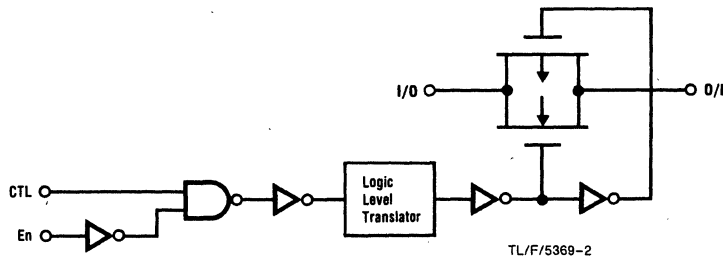 I/O
O/I
CTL
En
Logic
Level
Translator
TL/F/5369-2